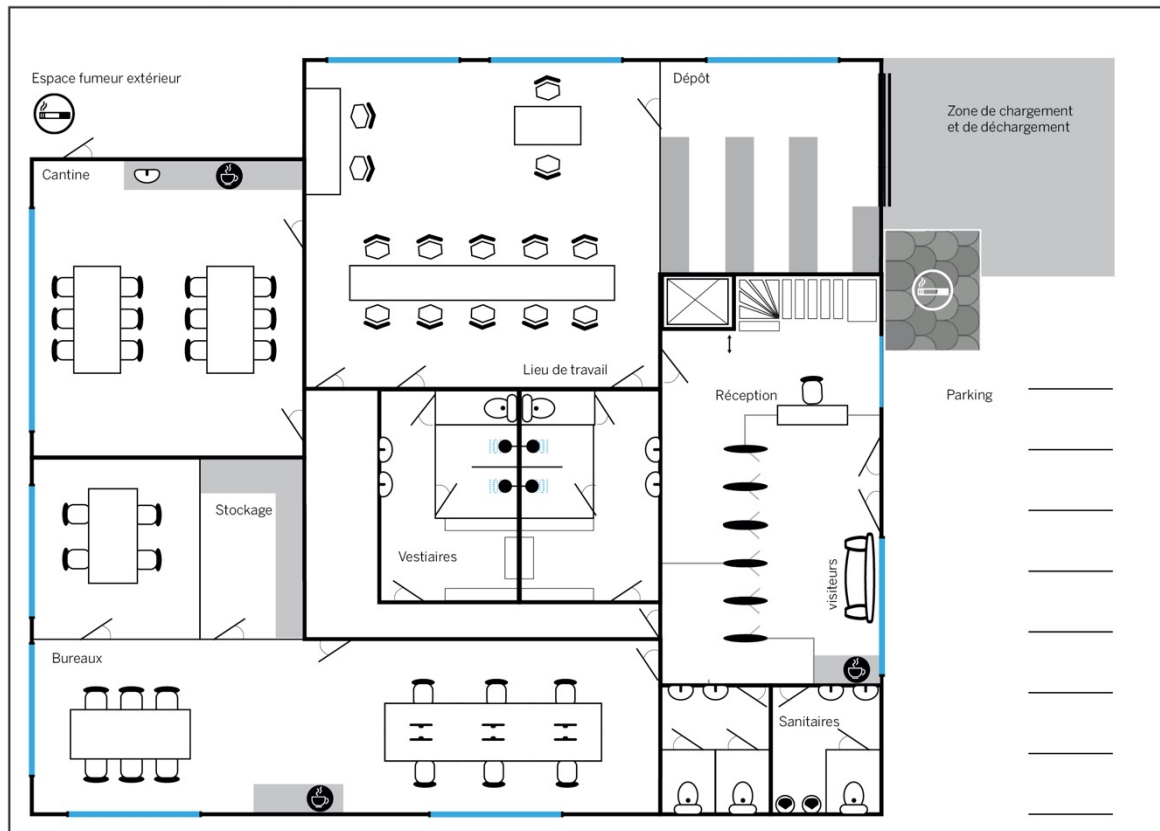 Espace fumeur extérieur
Dépôt
Zone de chargement
et de déchargement
Cantine
Lieu de travail
Réception
Parking
Stockage
Vestiaires
visiteurs
Bureaux
Sanitaires